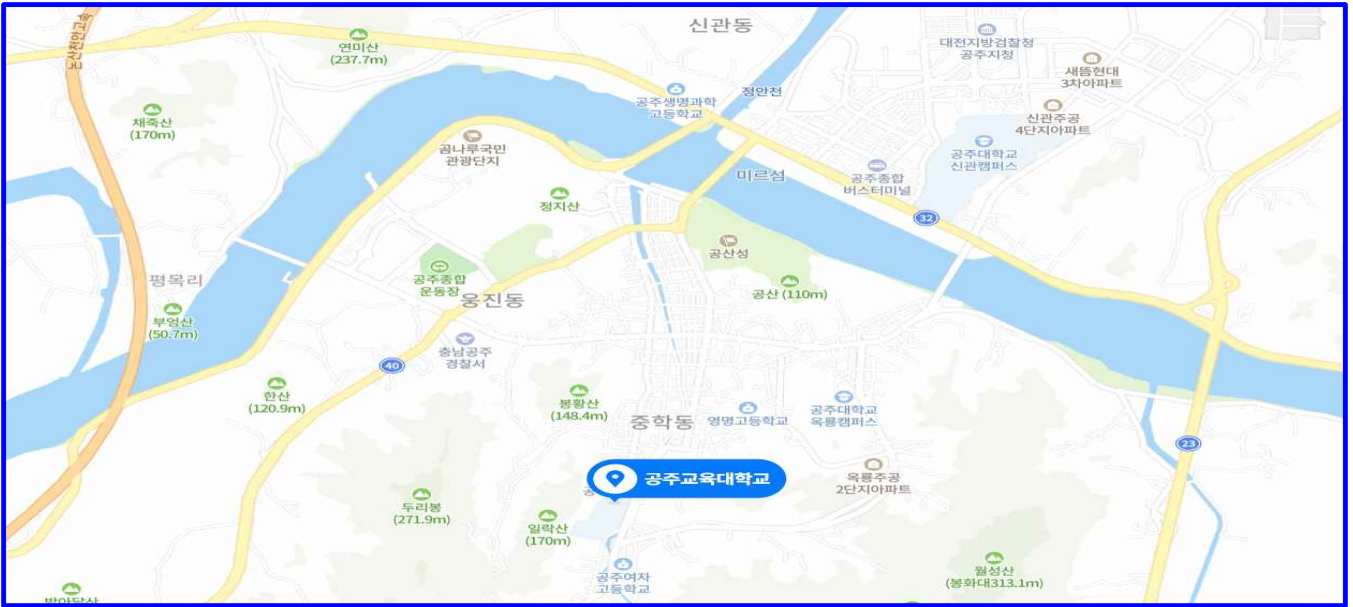 신관동
연미산
(237.7m)
논산천안고속
대전지방검찰청
공주지청
새뜸현대
3차아파트
채죽산
(170m)
공주생명과학
고등학교
정안천
신관주공
4단지아파트
곰나루국민
관광단지
공주대학교
신관캠퍼스
미르섬
공주종합
버스터미널
정지산
32
공산성
평목리
공주종합
운동장
웅진동
공산 (110m)
부엉산
(50.7m)
충남공주
경찰서
40
한산
(120.9m)
봉황산
(148.4m)
중학동
영명고등학교
공주대학교
옥룡캠퍼스
23
공주교육대학교
옥룡주공
2단지아파트
두리봉
(271.9m)
일락산
(170m)
공주여자
고등학교
월성산
(봉화대313.1m)